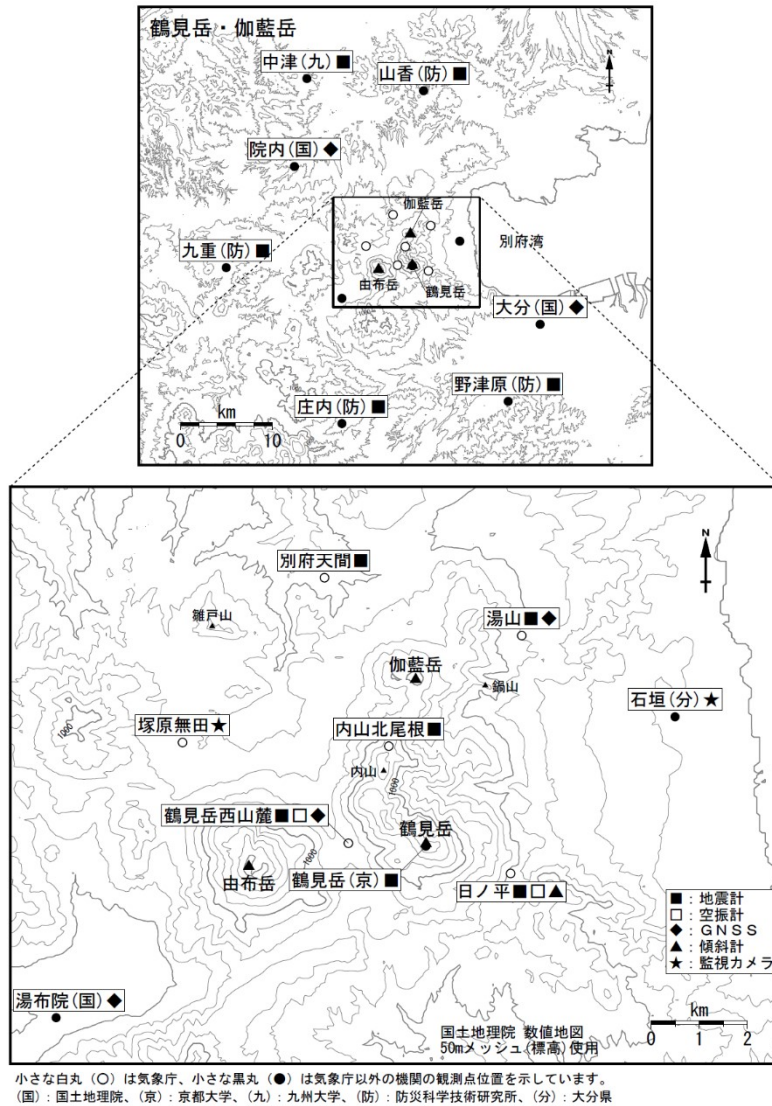 鶴見岳・伽藍岳
中津(九)■
山香(防)■
N
院内(国)◆
伽藍岳
九重(防)■
別府湾
由布岳
鶴見岳
大分(国)◆
野津原(防)■
庄内(防)■
km
0 10
別府天間■
N
雛戸山
湯山■◆
伽藍岳
鍋山
石垣(分)★
塚原無田★
1000
内山北尾根■
内山
1000
鶴見岳西山麓■□◆
1000
鶴見岳
由布岳
鶴見岳(京)■
日ノ平■□▲
■:地震計
□:空振計
◆:GNSS
▲:傾斜計
★:監視カメラ
湯布院(国)◆
km
0 1 2
国土地理院 数値地図
50mメッシュ(標高)使用
小さな白丸(○)は気象庁、小さな黒丸(●)は気象庁以外の機関の観測点位置を示しています。
(国):国土地理院、(京):京都大学、(九):九州大学、(防):防災科学技術研究所、(分):大分県